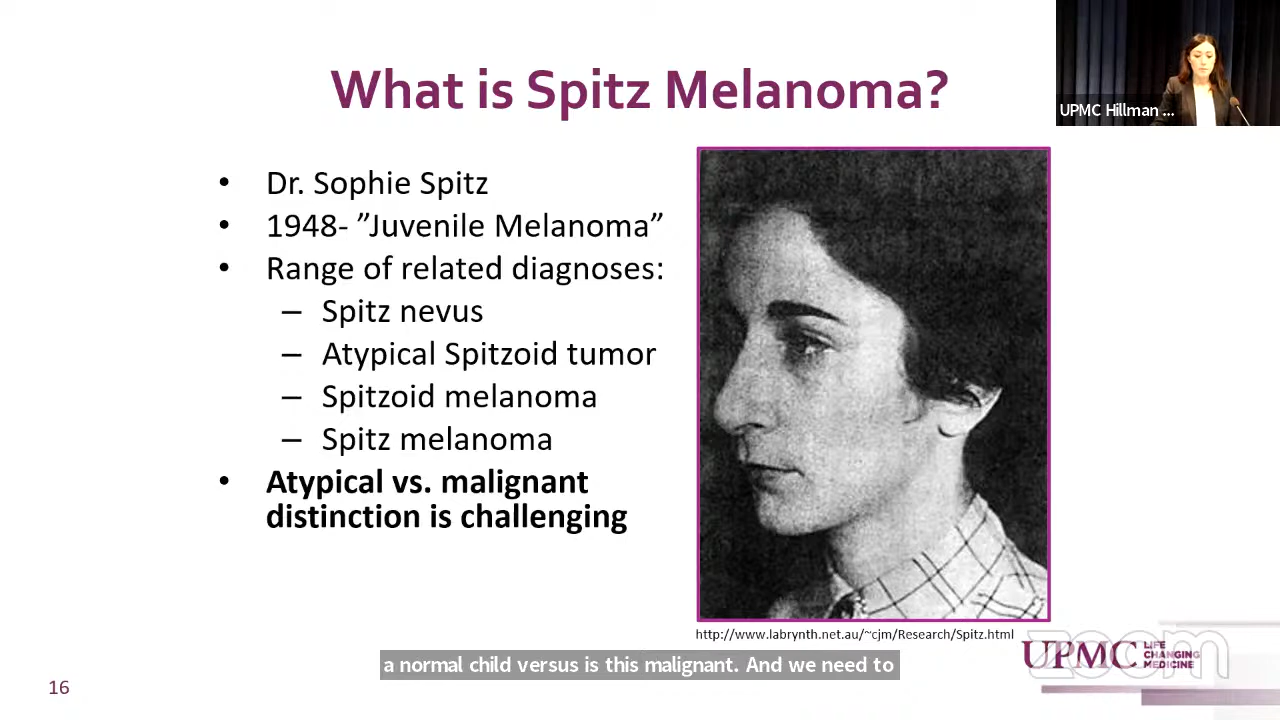 What is Spitz Melanoma?
UPMC Hillman ...
• Dr. Sophie Spitz
• 1948- ”Juvenile Melanoma”
• Range of related diagnoses:
– Spitz nevus
– Atypical Spitzoid tumor
– Spitzoid melanoma
– Spitz melanoma
• Atypical vs. malignant
distinction is challenging
http://www.labrynth.net.au/~cjm/Research/Spitz.html
a normal child versus is this malignant. And we need to
UPMC LIFE
CHANGING
MEDICINE
zoom
16